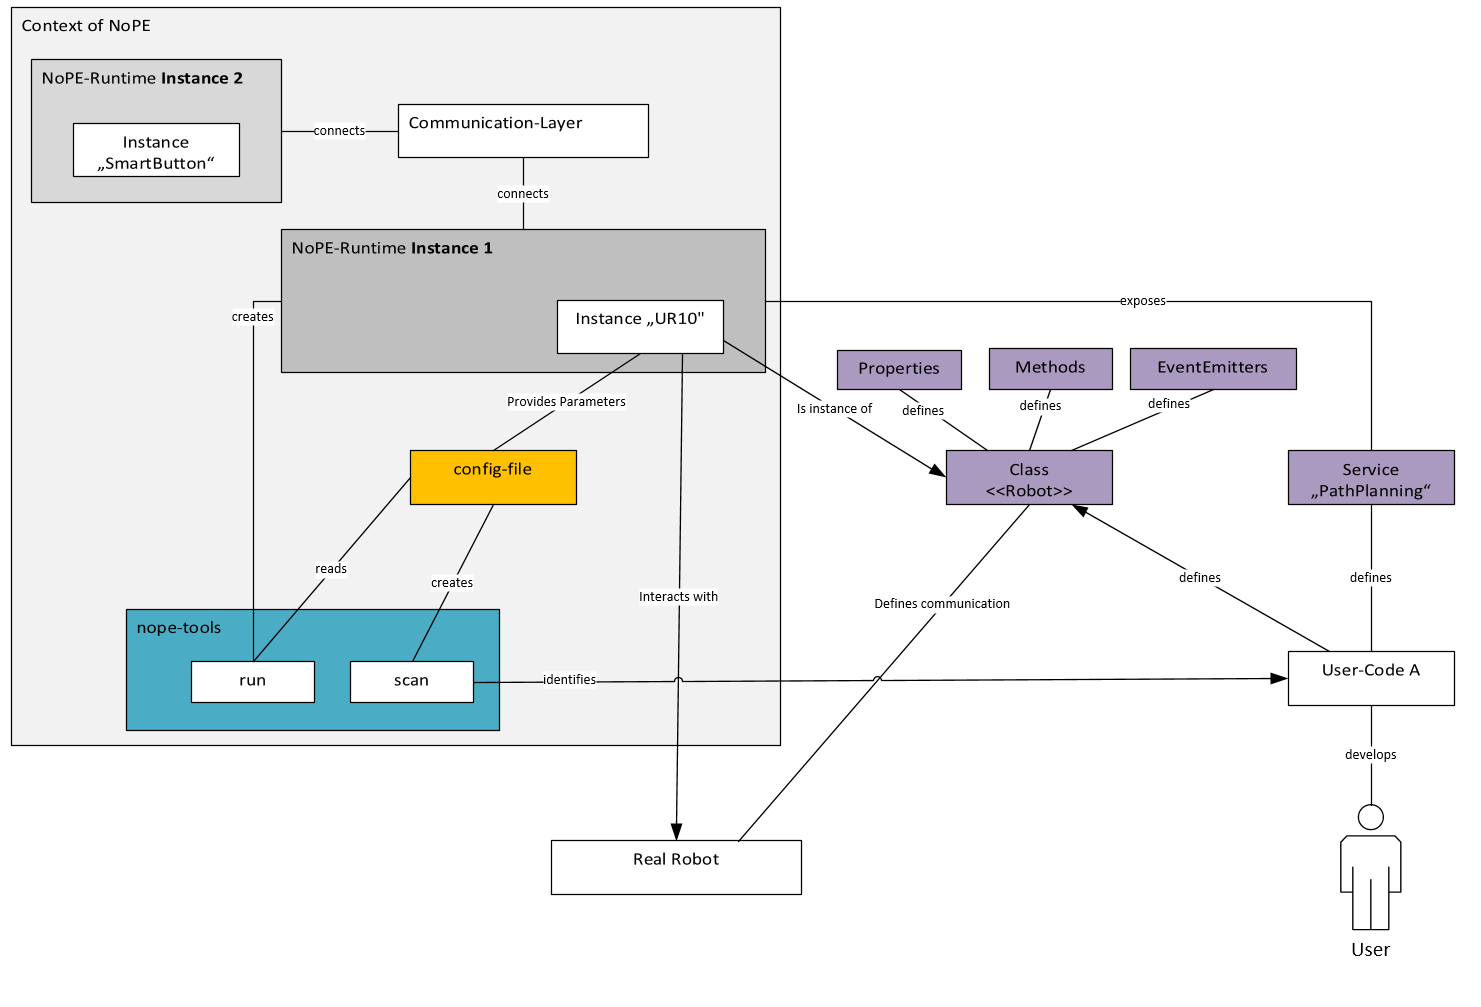 Context of NoPE
NoPE-Runtime Instance 2
Instance
„SmartButton“
connects
Communication-Layer
connects
NoPE-Runtime Instance 1
creates
Instance „UR10"
exposes
Properties
Methods
EventEmitters
Provides Parameters
Is instance of
defines
defines
defines
config-file
Class
<<Robot>>
Service
„PathPlanning“
reads
creates
Interacts with
Defines communication
defines
defines
nope-tools
run
scan
identifies
User-Code A
develops
Real Robot
User